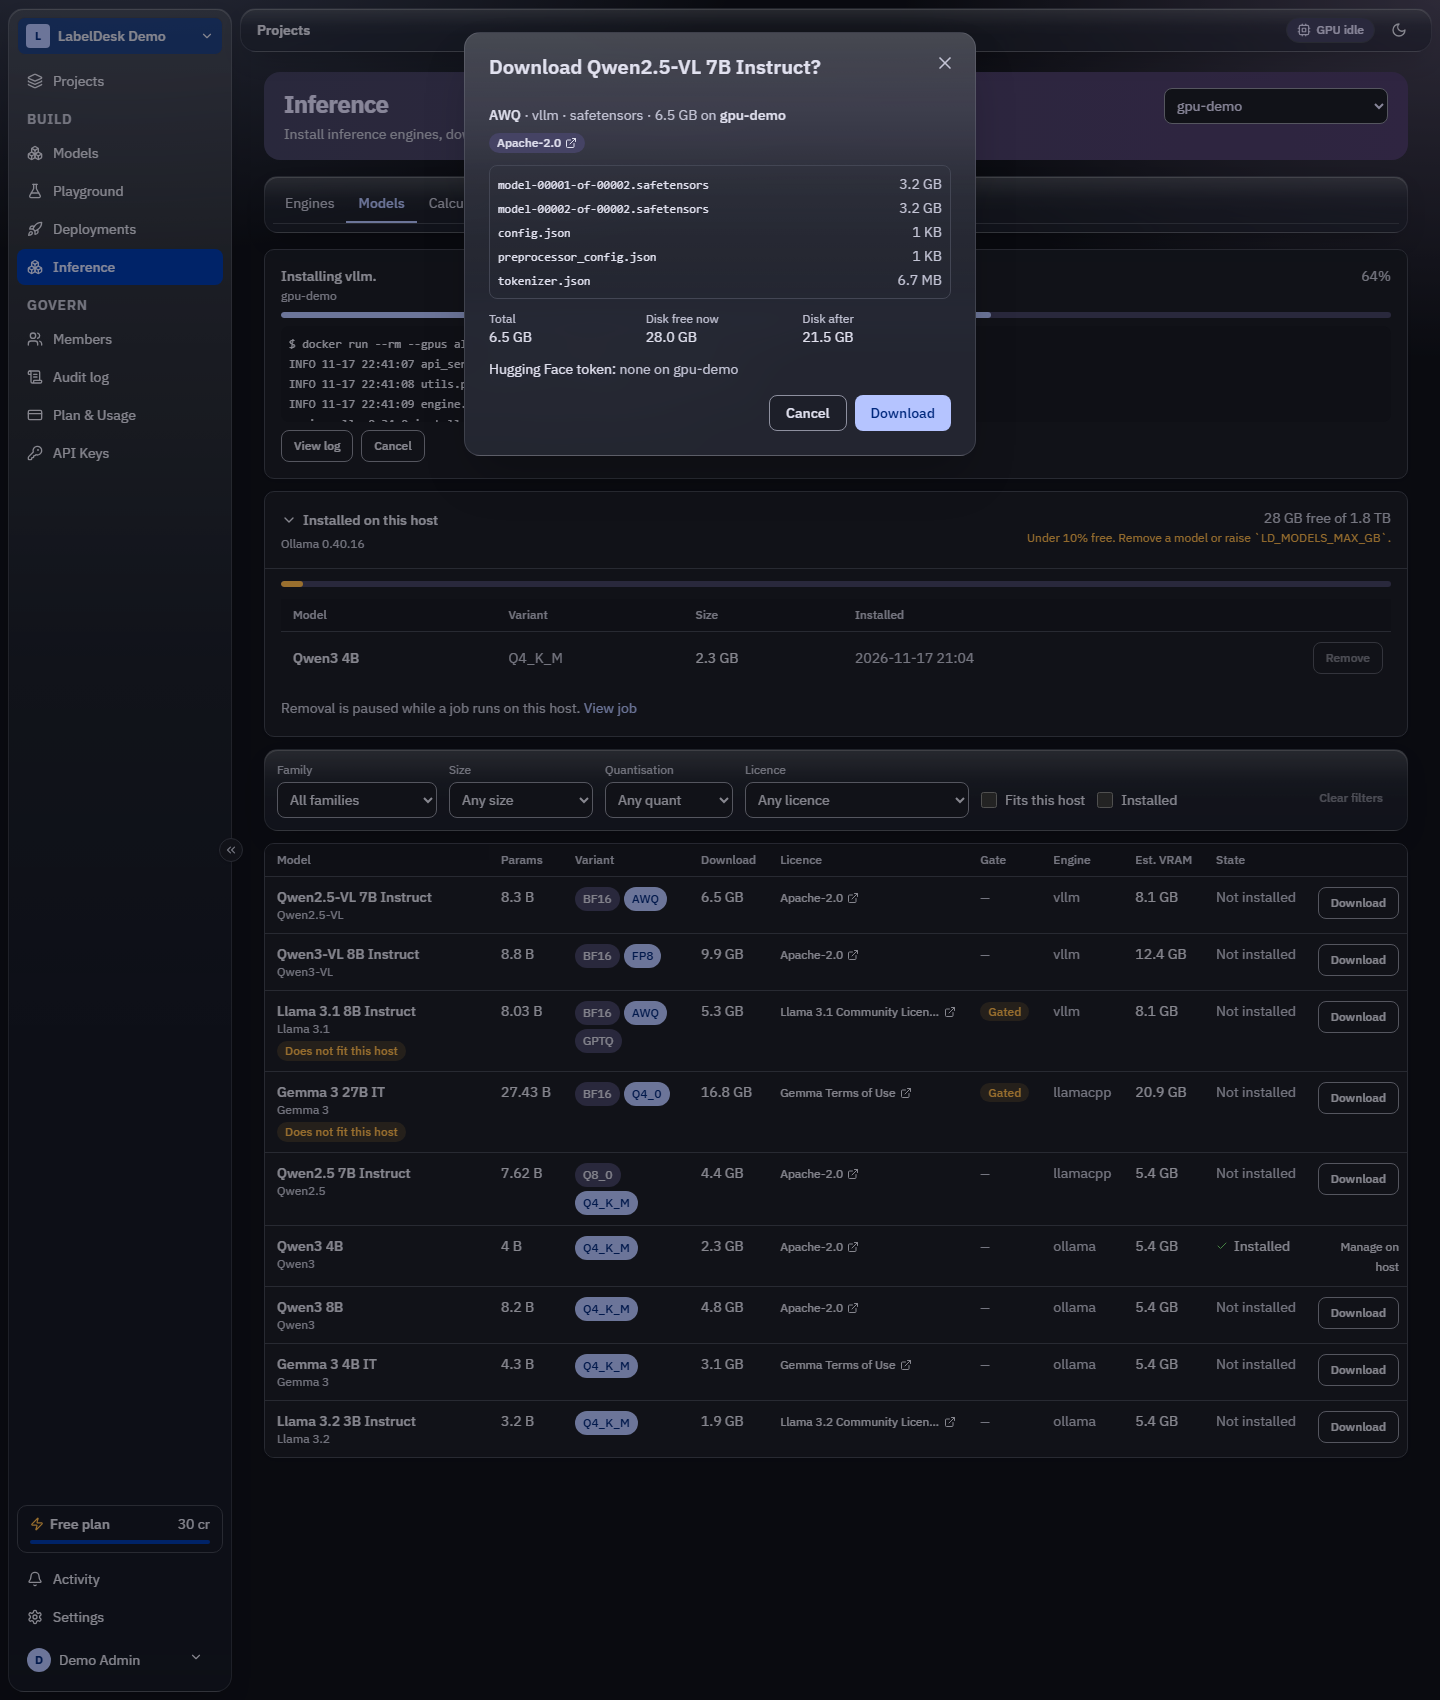 L LabelDesk Demo
Projects
BUILD
Models
Playground
Deployments
Inference
GOVERN
Members
Audit log
Plan & Usage
API Keys
Free plan 30 cr
Activity
Settings
D Demo Admin
Projects
GPU idle
Inference
Install inference engines, dov
gpu-demo
Engines Models Calcu
Installing vllm. 64%
gpu-demo
$ docker run --rm --gpus al
INFO 11-17 22:41:07 api_ser
INFO 11-17 22:41:08 utils.p
INFO 11-17 22:41:09 engine.
View log Cancel
Download Qwen2.5-VL 7B Instruct?
AWQ · vllm · safetensors · 6.5 GB on gpu-demo
Apache-2.0
model-00001-of-00002.safetensors 3.2 GB
model-00002-of-00002.safetensors 3.2 GB
config.json 1 KB
preprocessor_config.json 1 KB
tokenizer.json 6.7 MB
Total Disk free now Disk after
6.5 GB 28.0 GB 21.5 GB
Hugging Face token: none on gpu-demo
Cancel Download
Installed on this host 28 GB free of 1.8 TB
Ollama 0.40.16 Under 10% free. Remove a model or raise `LD_MODELS_MAX_GB`.
Model Variant Size Installed
Qwen3 4B Q4_K_M 2.3 GB 2026-11-17 21:04 Remove
Removal is paused while a job runs on this host. View job
Family Size Quantisation Licence
All families Any size Any quant Any licence Fits this host Installed Clear filters
Model Params Variant Download Licence Gate Engine Est. VRAM State
Qwen2.5-VL 7B Instruct 8.3 B BF16 AWQ 6.5 GB Apache-2.0 — vllm 8.1 GB Not installed Download
Qwen2.5-VL
Qwen3-VL 8B Instruct 8.8 B BF16 FP8 9.9 GB Apache-2.0 — vllm 12.4 GB Not installed Download
Qwen3-VL
Llama 3.1 8B Instruct 8.03 B BF16 AWQ 5.3 GB Llama 3.1 Community Licen... Gated vllm 8.1 GB Not installed Download
Llama 3.1 GPTQ
Does not fit this host
Gemma 3 27B IT 27.43 B BF16 Q4_0 16.8 GB Gemma Terms of Use Gated llamacpp 20.9 GB Not installed Download
Gemma 3
Does not fit this host
Qwen2.5 7B Instruct 7.62 B Q8_0 4.4 GB Apache-2.0 — llamacpp 5.4 GB Not installed Download
Qwen2.5 Q4_K_M
Qwen3 4B 4 B Q4_K_M 2.3 GB Apache-2.0 — ollama 5.4 GB Installed Manage on
Qwen3 host
Qwen3 8B 8.2 B Q4_K_M 4.8 GB Apache-2.0 — ollama 5.4 GB Not installed Download
Qwen3
Gemma 3 4B IT 4.3 B Q4_K_M 3.1 GB Gemma Terms of Use — ollama 5.4 GB Not installed Download
Gemma 3
Llama 3.2 3B Instruct 3.2 B Q4_K_M 1.9 GB Llama 3.2 Community Licen... — ollama 5.4 GB Not installed Download
Llama 3.2